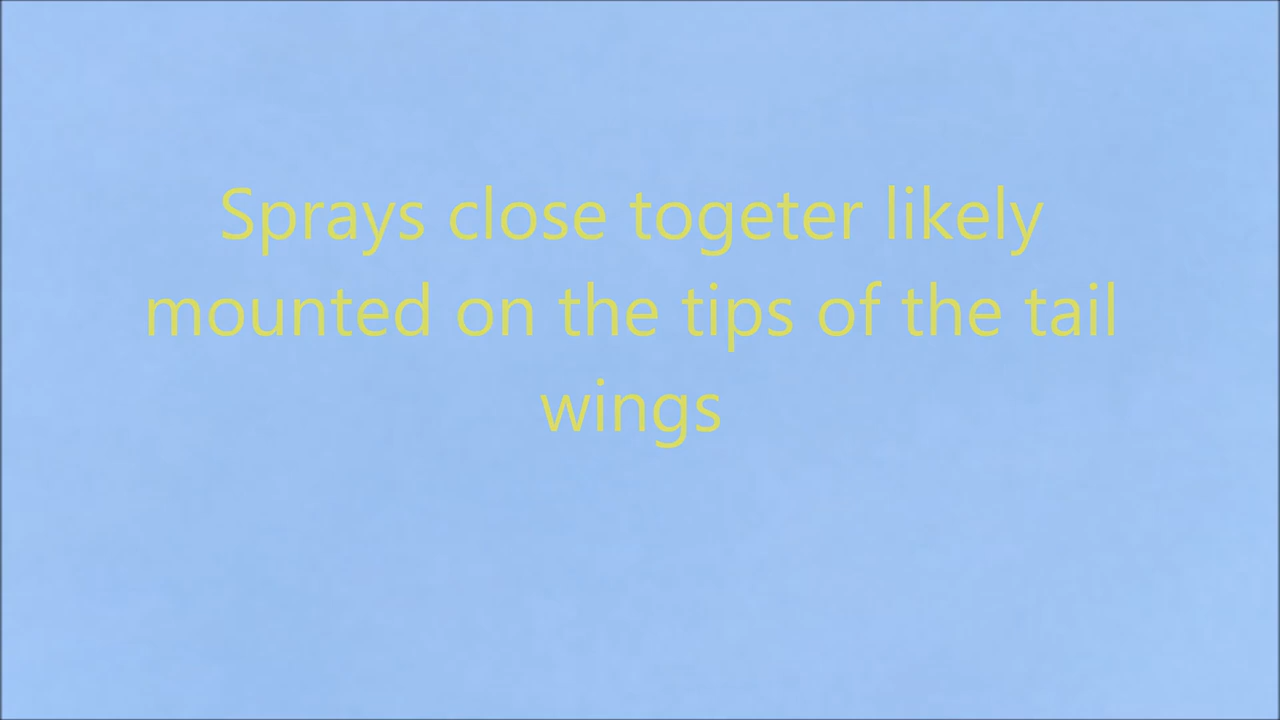 Sprays close togeter likely
mounted on the tips of the tail
wings